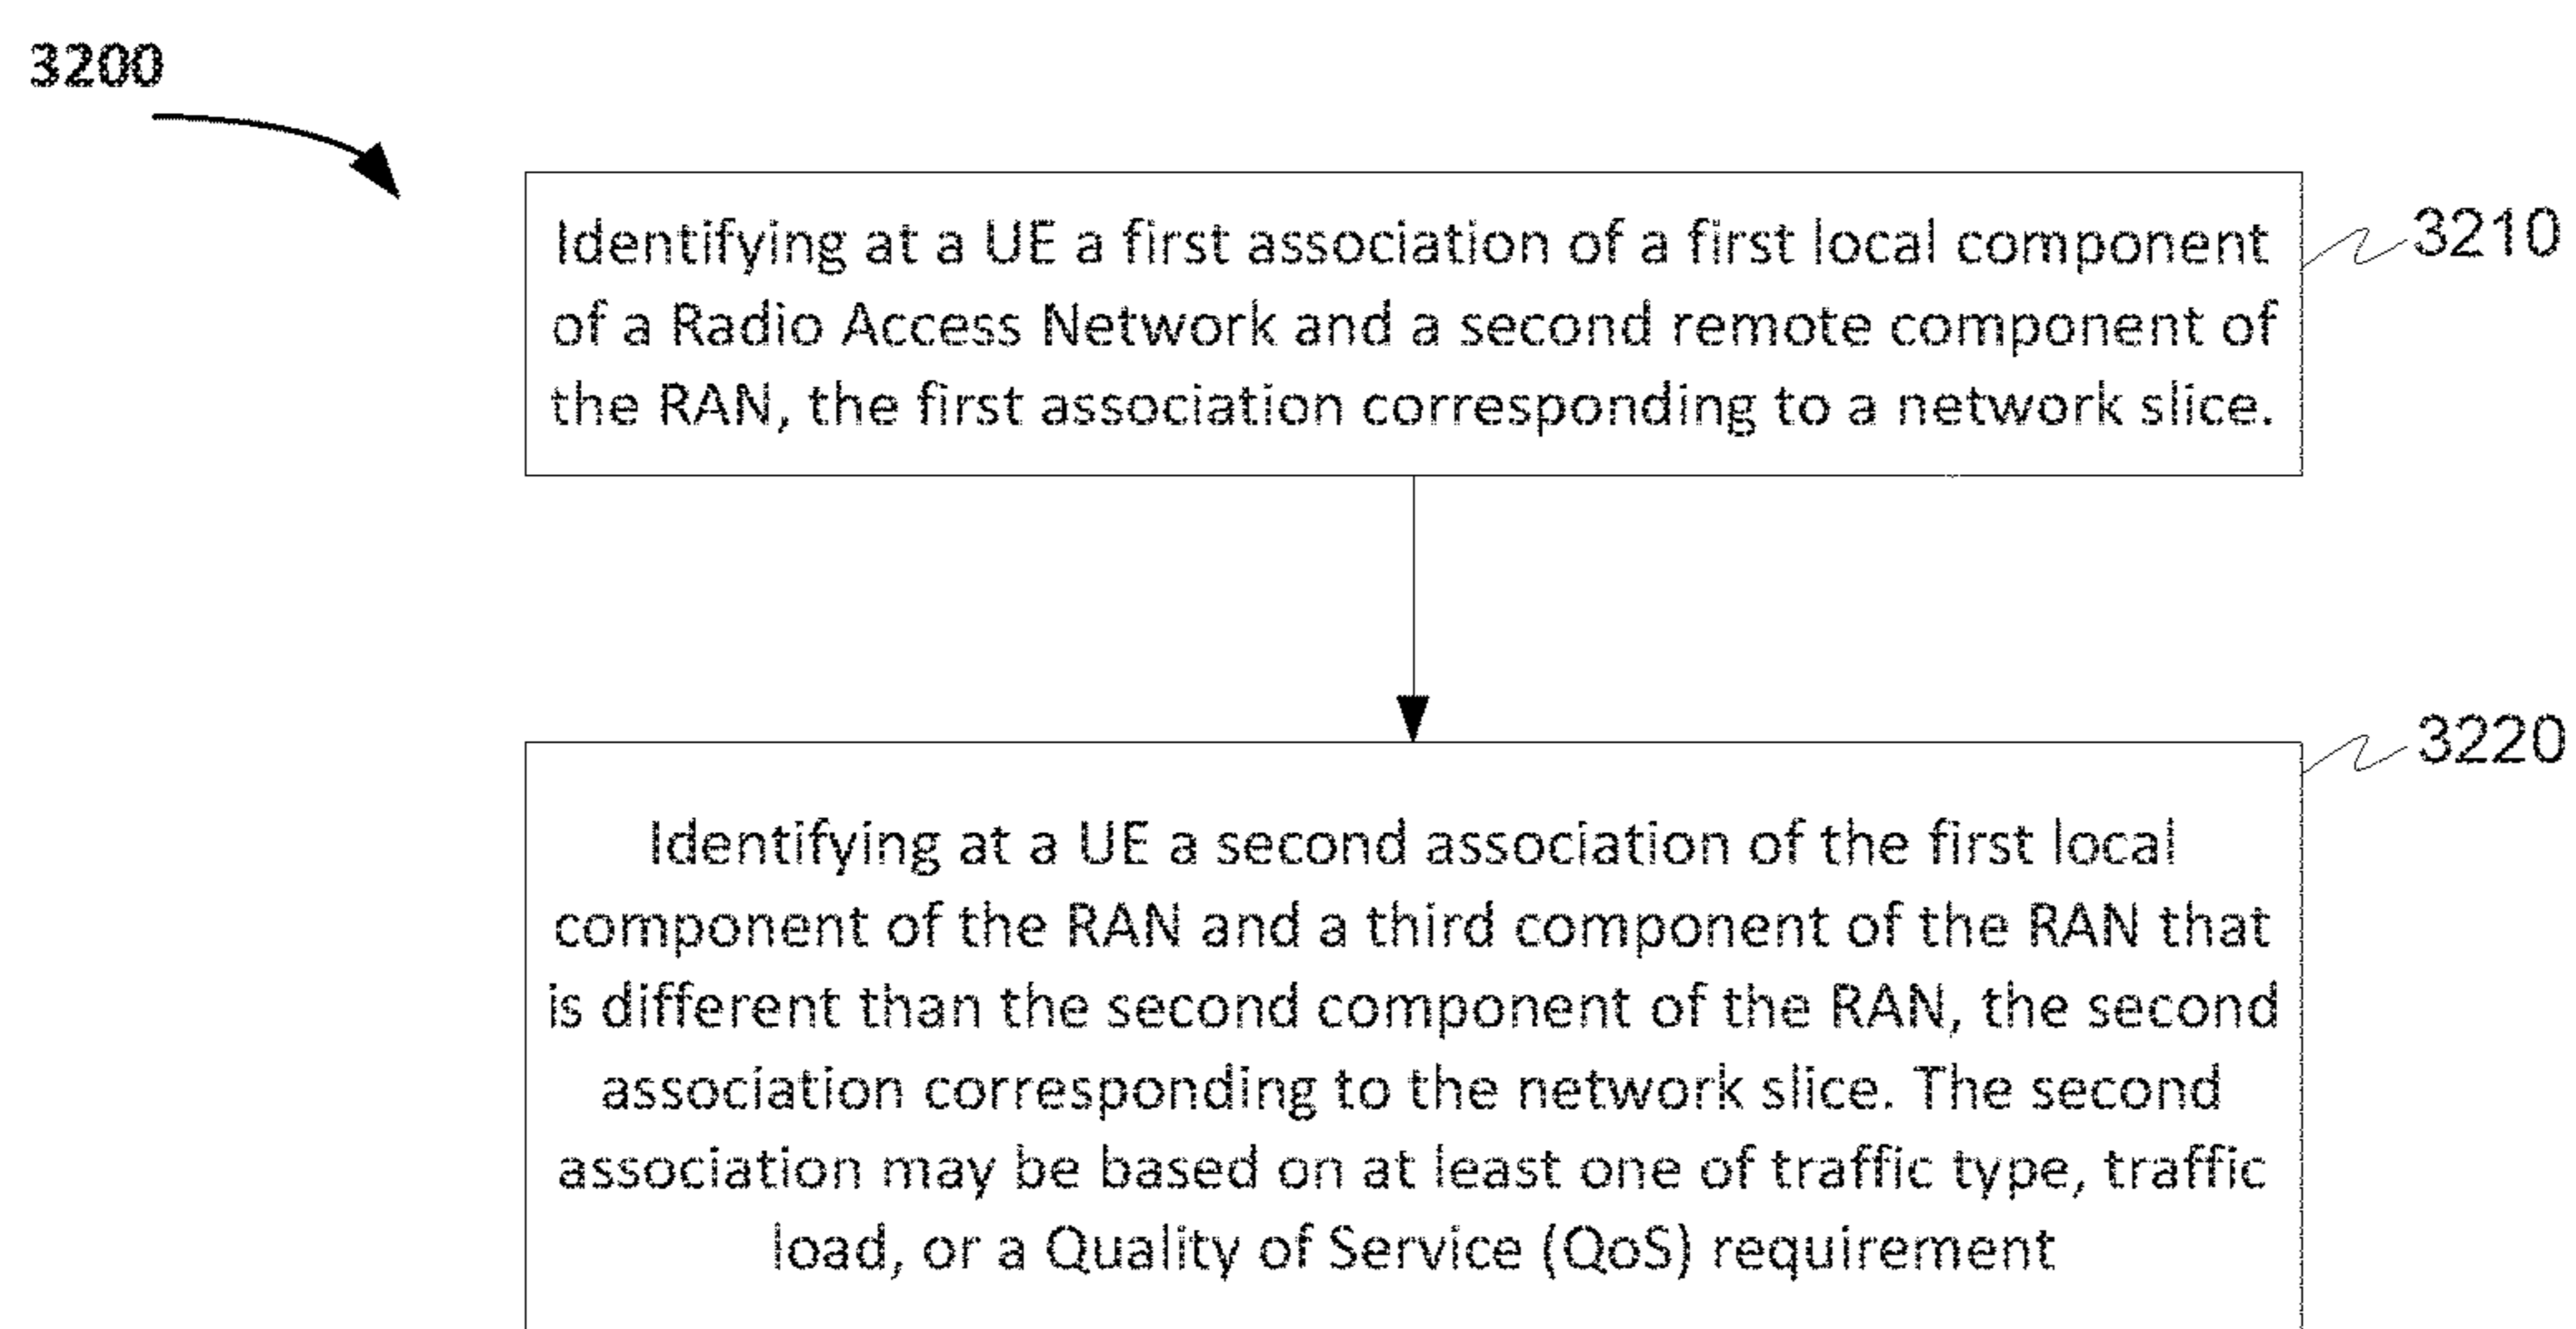 3200
Identifying at a UE a first association of a first local component
of a Radio Access Network and a second remote component of
the RAN, the first association corresponding to a network slice.
3210
Identifying at a UE a second association of the first local
component of the RAN and a third component of the RAN that
is different than the second component of the RAN, the second
association corresponding to the network slice. The second
association may be based on at least one of traffic type, traffic
load, or a Quality of Service (QoS) requirement
3220